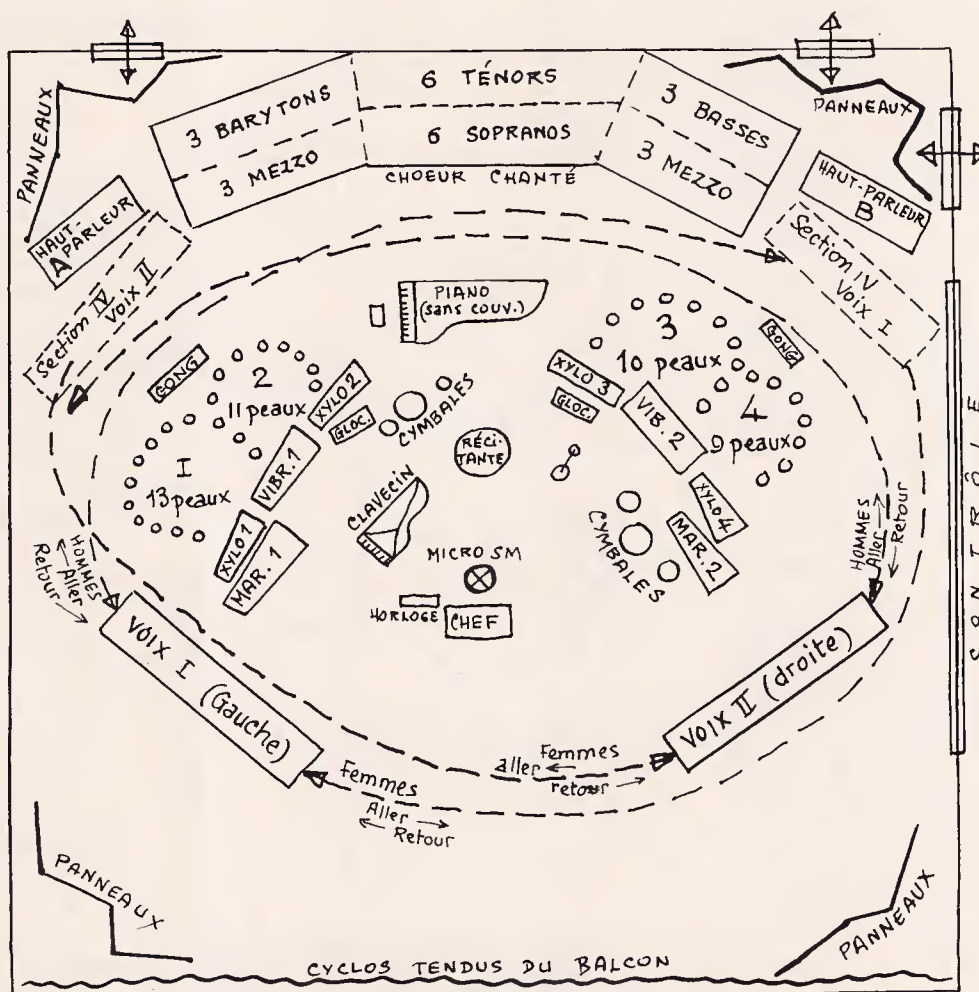 PANNEAUX
3 BARYTONS
3 MEZZO
6 TÉNORS
6 SOPRANOS
CHOEUR CHANTÉ
3 BASSES
3 MEZZO
PANNEAUX
HAUT-
PARLEUR
A
Section IV
Voix II
HAUT-PARLEUR
B
Section IV
Voix I
PIANO
(sans couv.)
GONG
2
11 peaux
XYLO 2
GLOC.
CYMBALES
RÉCI-
TANTE
3
10 peaux
GONG
XYLO 3
GLOC.
VIB. 2
4
9 peaux
I
13 peaux
VIBR. 1
XYLO 1
MAR. 1
CLAVECIN
MICRO SM
HORLOGE
CHEF
CYMBALES
XYLO 4
MAR. 2
CONTRÔLE
HOMMES
Aller
Retour
HOMMES
Aller
Retour
VOIX I (Gauche)
VOIX II (droite)
Femmes
Aller
Retour
Femmes
aller
retour
PANNEAUX
PANNEAUX
CYCLOS TENDUS DU BALCON